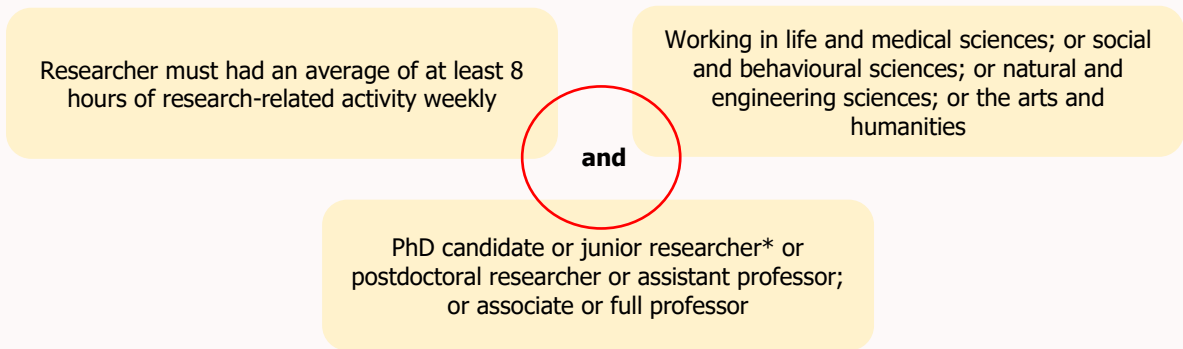 Researcher must had an average of at least 8
hours of research-related activity weekly
Working in life and medical sciences; or social
and behavioural sciences; or natural and
engineering sciences; or the arts and
humanities
and
PhD candidate or junior researcher* or
postdoctoral researcher or assistant professor;
or associate or full professor